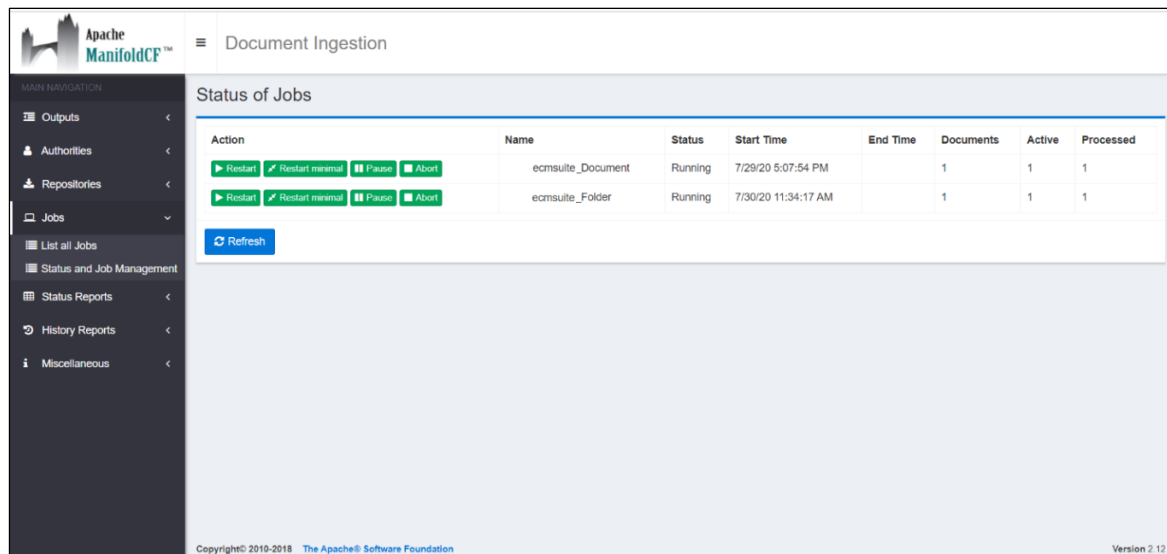 Apache
ManifoldCF™
Document Ingestion
MAIN NAVIGATION
Outputs
Authorities
Repositories
Jobs
List all Jobs
Status and Job Management
Status Reports
History Reports
Miscellaneous
Status of Jobs
Action Name Status Start Time End Time Documents Active Processed
Restart Restart minimal Pause Abort ecmsuite_Document Running 7/29/20 5:07:54 PM 1 1 1
Restart Restart minimal Pause Abort ecmsuite_Folder Running 7/30/20 11:34:17 AM 1 1 1
Refresh
Copyright© 2010-2018 The Apache® Software Foundation Version 2.12